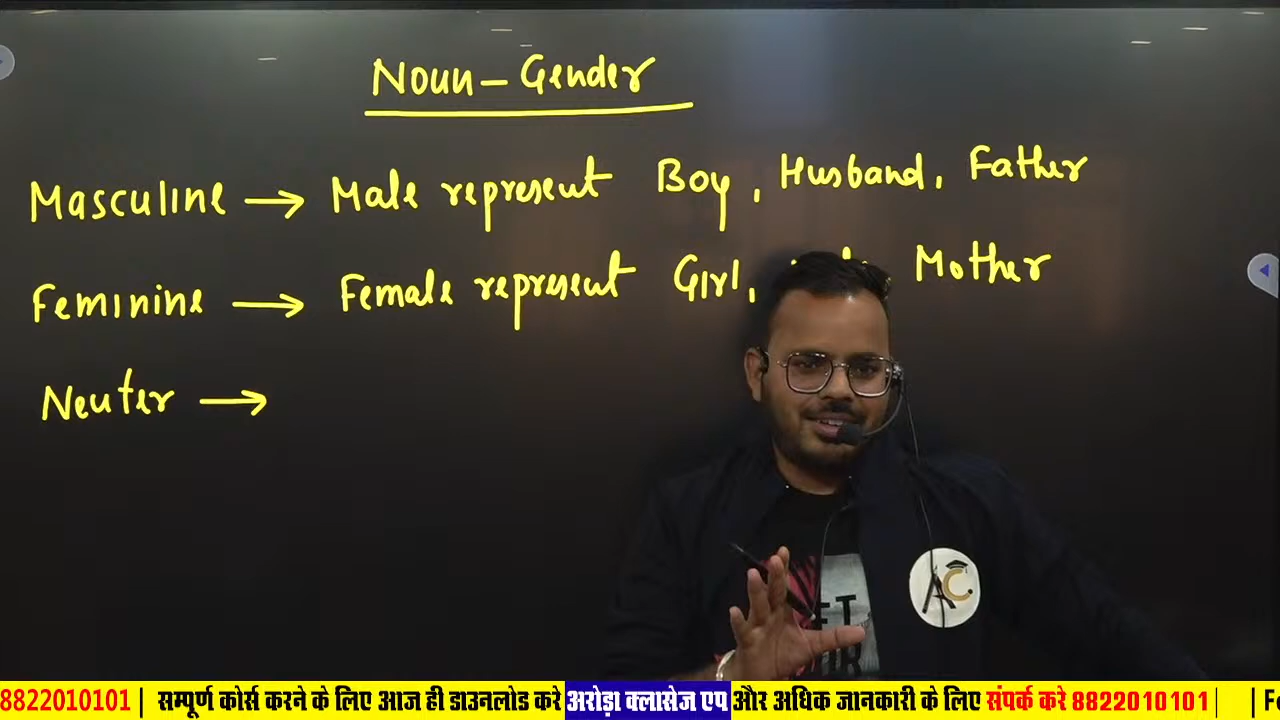 Noun - Gender
Masculine → Male represent Boy, Husband, Father
Feminine → Female represent Girl, Mother
Neuter →
AC
8822010101 | सम्पूर्ण कोर्स करने के लिए आज ही डाउनलोड करे अरोड़ा क्लासेज एप और अधिक जानकारी के लिए संपर्क करे 8822010101 |